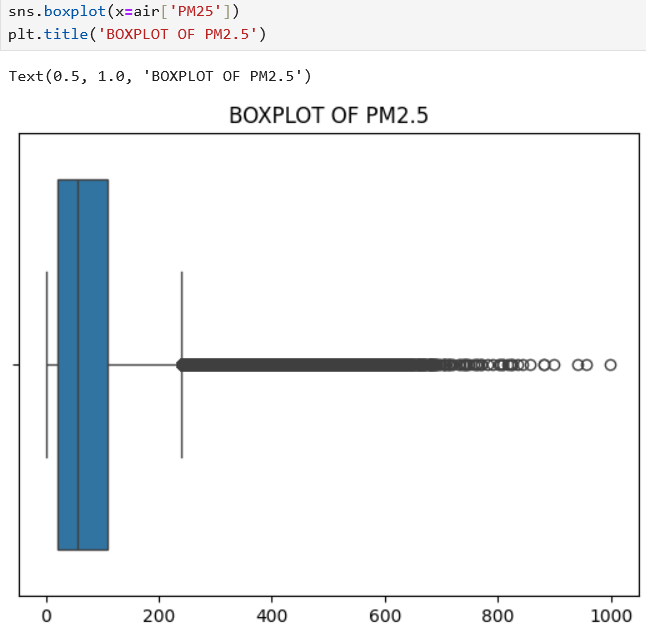 sns.boxplot(x=air['PM25'])
plt.title('BOXPLOT OF PM2.5')
Text(0.5, 1.0, 'BOXPLOT OF PM2.5')
BOXPLOT OF PM2.5
0 200 400 600 800 1000